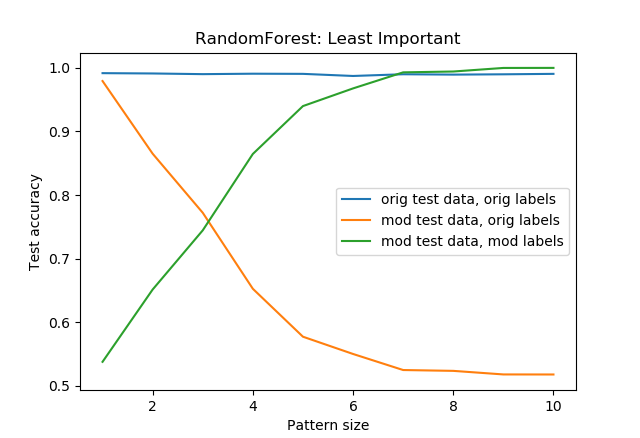 RandomForest: Least Important
1.0
0.9
0.8
0.7
0.6
0.5
Test accuracy
orig test data, orig labels
mod test data, orig labels
mod test data, mod labels
2 4 6 8 10
Pattern size